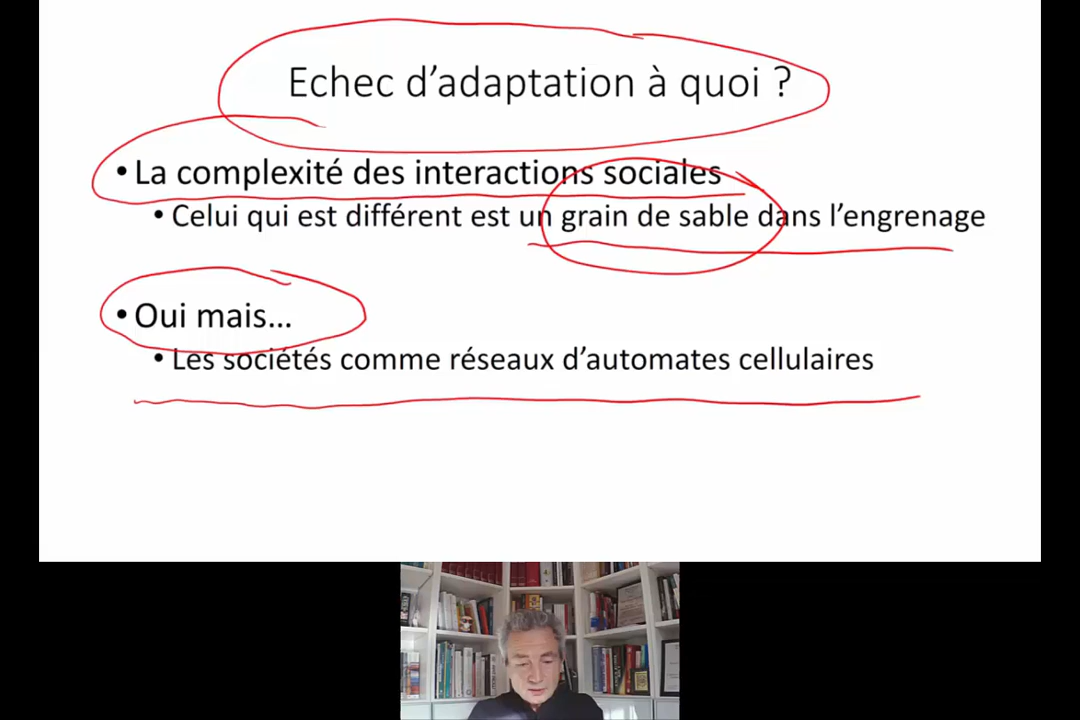 Echec d’adaptation à quoi ?
• La complexité des interactions sociales
• Celui qui est différent est un grain de sable dans l’engrenage
• Oui mais...
• Les sociétés comme réseaux d’automates cellulaires